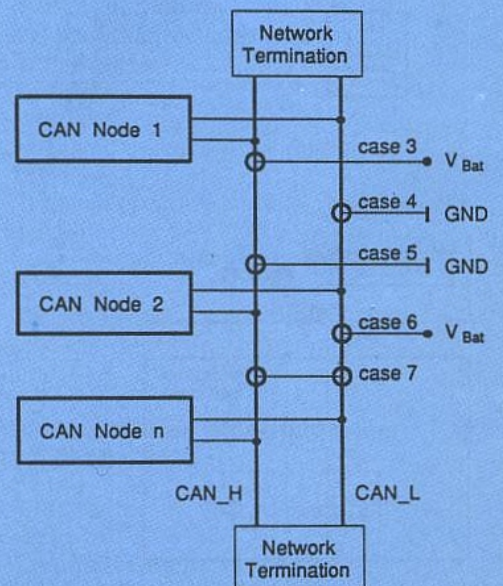 Network
Termination
CAN Node 1
case 3
V Bat
case 4
GND
case 5
GND
CAN Node 2
case 6
V Bat
case 7
CAN Node n
CAN_H
CAN_L
Network
Termination